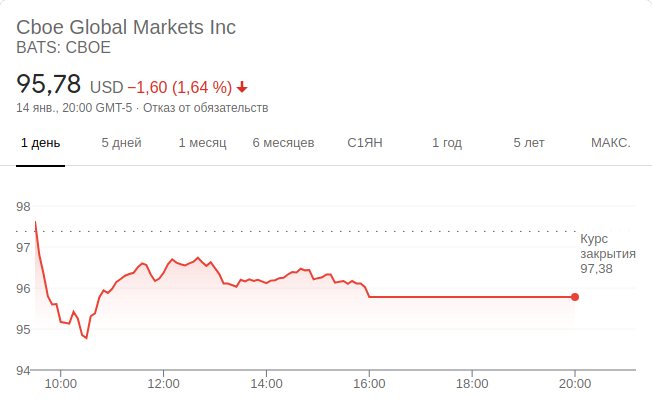 Cboe Global Markets Inc
BATS: CBOE
95,78 USD −1,60 (1,64 %)
14 янв., 20:00 GMT-5 · Отказ от обязательств
1 день 5 дней 1 месяц 6 месяцев С1ЯН 1 год 5 лет МАКС.
98
97
96
95
94
Курс
закрытия
97,38
10:00 12:00 14:00 16:00 18:00 20:00